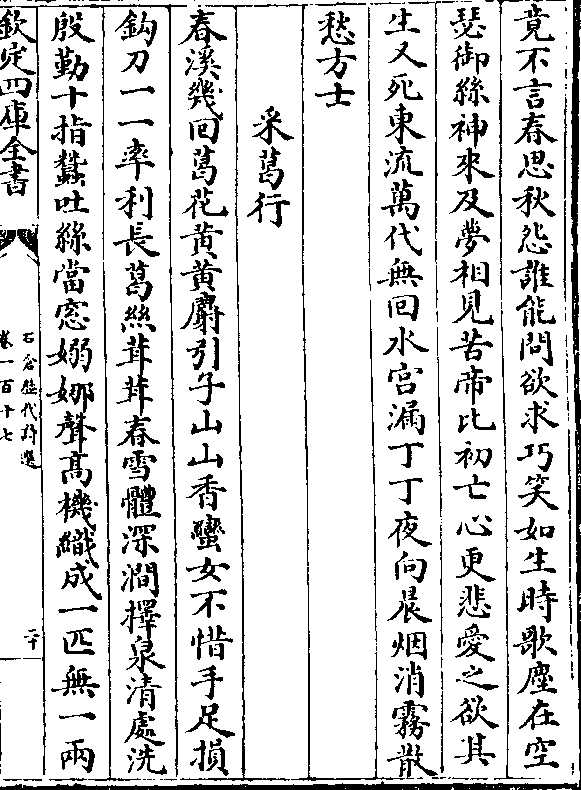 竟不言春思秋怨誰能問欲求巧笑如生時歌塵在空
瑟御絲神來及夢相見苦帝比初亡心更悲愛之欲其
生又死東流萬代無回水宫漏丁丁夜向晨烟消霧散
愁方士
采葛行
春溪幾回葛花黄黄麝引子山山香蠻女不惜手足損
鈎刀一一牽利長葛絲茸茸春雪體深澗擇泉清處洗
殷勤十指蠶吐絲當窓嫋娜聲髙機織成一匹無一兩
欽定四庫全書
石倉歴代詩選
卷一百十七
二十